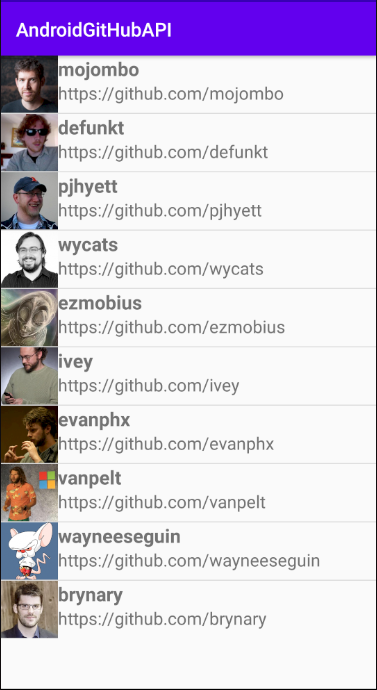 AndroidGitHubAPI
mojombo
https://github.com/mojombo
defunkt
https://github.com/defunkt
pjhyett
https://github.com/pjhyett
wycats
https://github.com/wycats
ezmobius
https://github.com/ezmobius
ivey
https://github.com/ivey
evanphx
https://github.com/evanphx
vanpelt
https://github.com/vanpelt
wayneeseguin
https://github.com/wayneeseguin
brynary
https://github.com/brynary